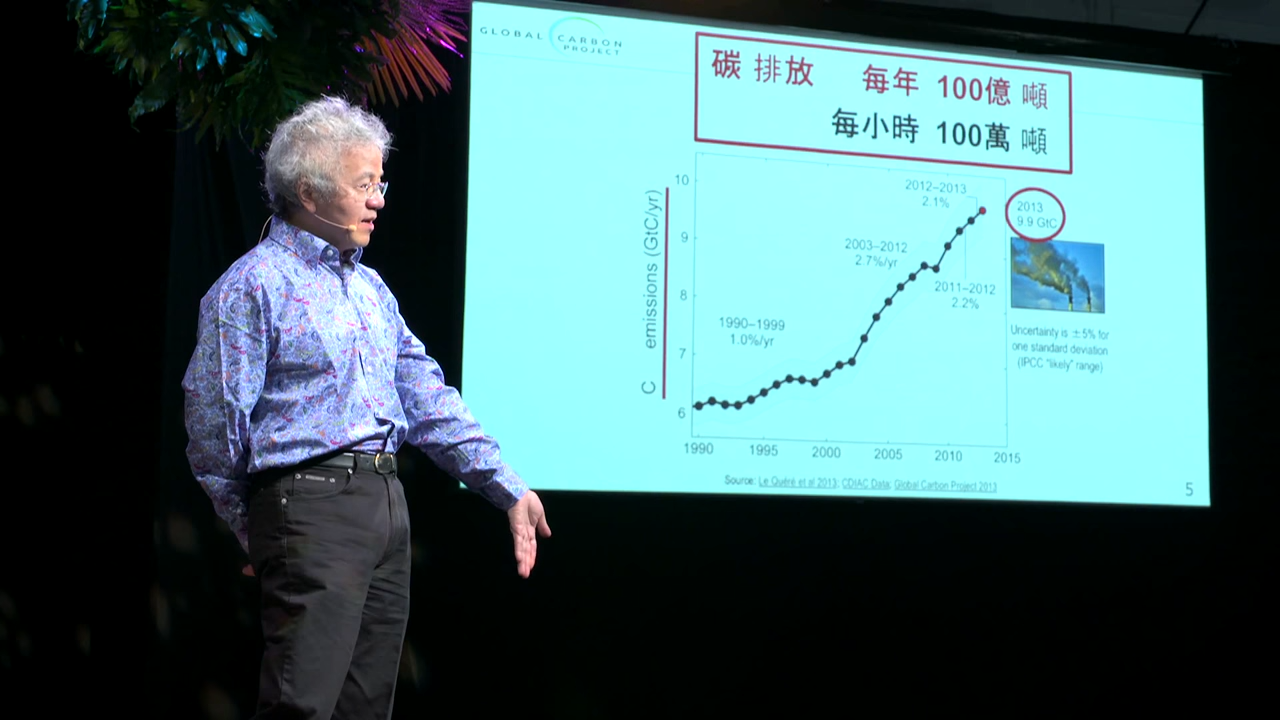 GLOBAL CARBON PROJECT
碳 排放 每年 100億 噸
每小時 100萬 噸
C emissions (GtC/yr)
10
9
8
7
6
2012–2013
2.1%
2003–2012
2.7%/yr
2011–2012
2.2%
1990–1999
1.0%/yr
2013
9.9 GtC
Uncertainty is ±5% for
one standard deviation
(IPCC “likely” range)
1990 1995 2000 2005 2010 2015
Source: Le Quéré et al 2013; CDIAC Data; Global Carbon Project 2013
5